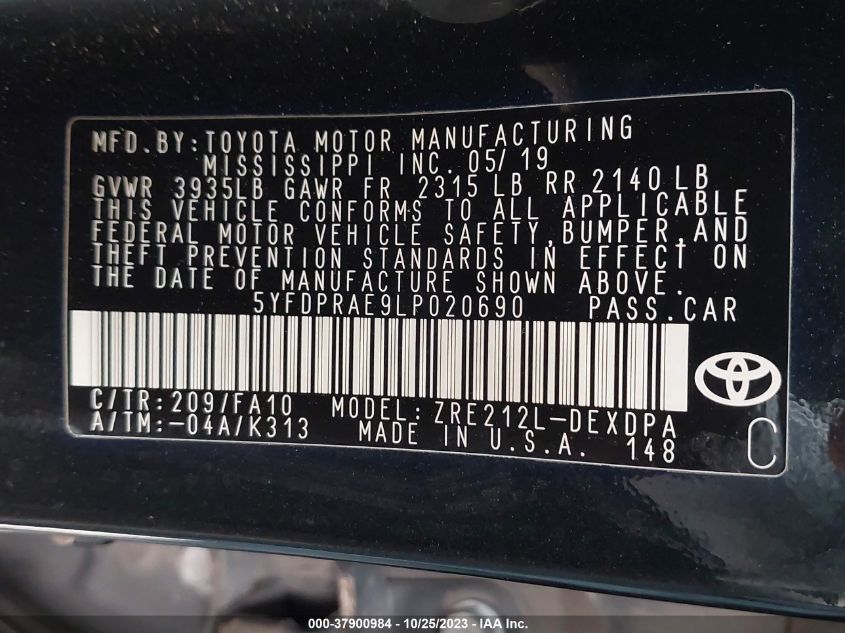 MFD.BY:TOYOTA MOTOR MANUFACTURING
MISSISSIPPI INC. 05/19
GVWR 3935LB GAWR FR 2315 LB RR 2140 LB
THIS VEHICLE CONFORMS TO ALL APPLICABLE
FEDERAL MOTOR VEHICLE SAFETY,BUMPER,AND
THEFT PREVENTION STANDARDS IN EFFECT ON
THE DATE OF MANUFACTURE SHOWN ABOVE.
5YFDPRAE9LP020690 PASS.CAR
C/TR:209/FA10 MODEL:ZRE212L-DEXDPA
A/TM:-04A/K313 MADE IN U.S.A. 148
C
000-37900984 - 10/25/2023 - © IAA Inc.